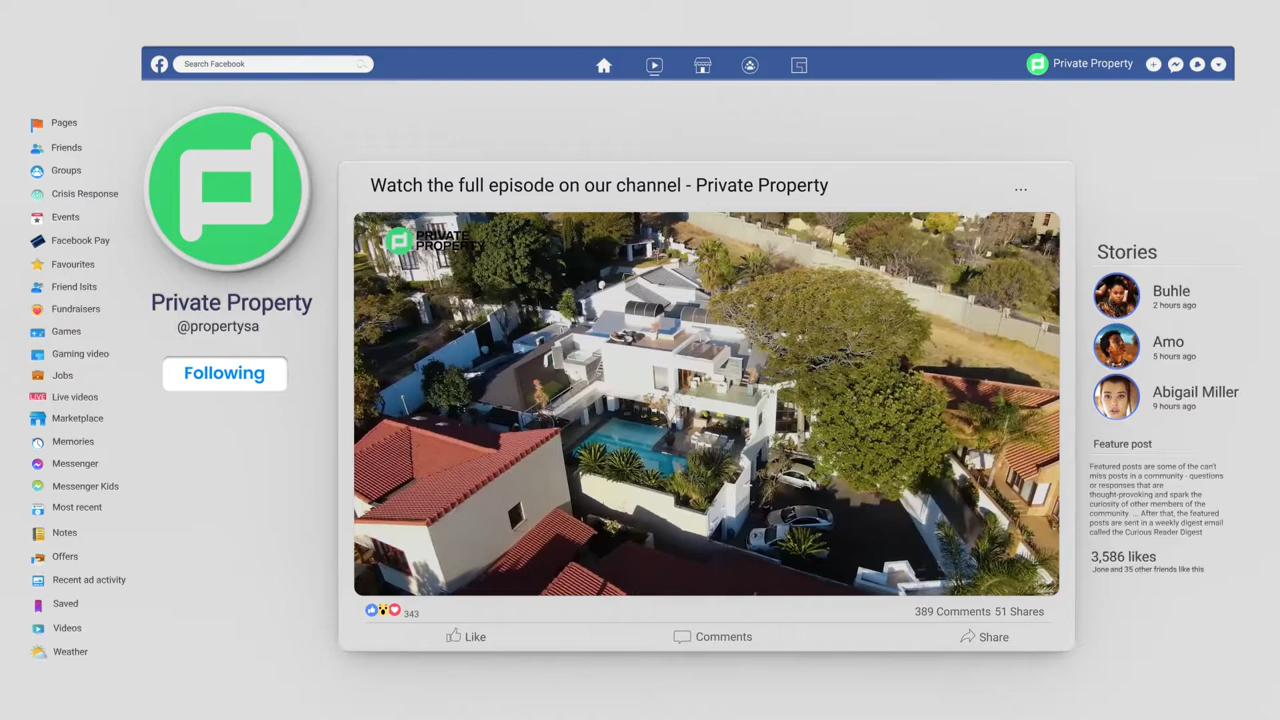 Search Facebook
Private Property
Pages
Friends
Groups
Crisis Response
Events
Facebook Pay
Favourites
Friend lsits
Fundraisers
Games
Gaming video
Jobs
LIVE Live videos
Marketplace
Memories
Messenger
Messenger Kids
Most recent
Notes
Offers
Recent ad activity
Saved
Videos
Weather
Private Property
@propertysa
Following
Watch the full episode on our channel - Private Property
...
PRIVATE
PROPERTY
343
389 Comments 51 Shares
Like
Comments
Share
Stories
Buhle
2 hours ago
Amo
5 hours ago
Abigail Miller
9 hours ago
Feature post
Featured posts are some of the can't
miss posts in a community - questions
or responses that are
thought-provoking and spark the
curiosity of other members of the
community. ... After that, the featured
posts are sent in a weekly digest email
called the Curious Reader Digest
3,586 likes
Jone and 35 other friends like this